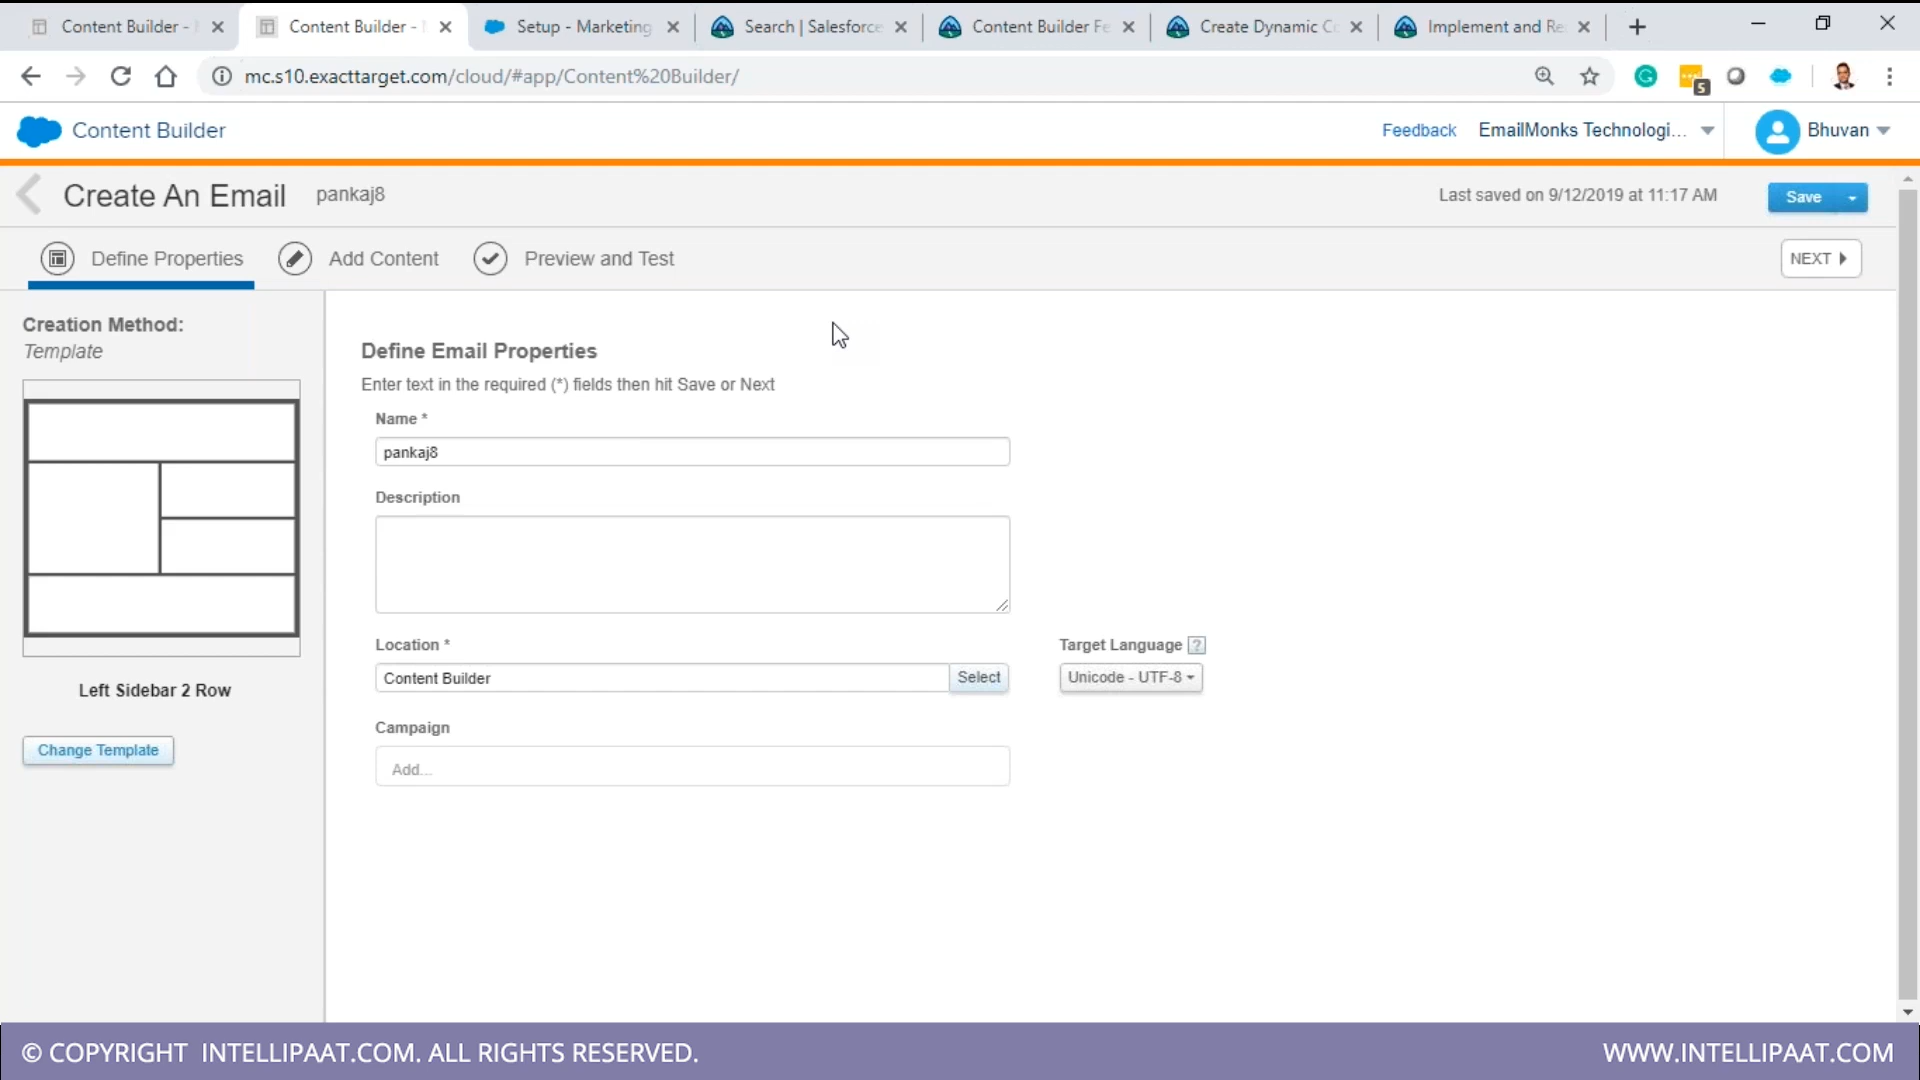 Content Builder -
Content Builder -
Setup - Marketing
Search | Salesforce
Content Builder Fe
Create Dynamic Co
Implement and Re
mc.s10.exacttarget.com/cloud/#app/Content%20Builder/
S
Content Builder
Feedback
EmailMonks Technologi...
Bhuvan
Create An Email
pankaj8
Last saved on 9/12/2019 at 11:17 AM
Save
Define Properties
Add Content
Preview and Test
NEXT
Creation Method:
Template
Left Sidebar 2 Row
Change Template
Define Email Properties
Enter text in the required (*) fields then hit Save or Next
Name *
pankaj8
Description
Location *
Content Builder
Select
Target Language ?
Unicode - UTF-8
Campaign
Add...
© COPYRIGHT INTELLIPAAT.COM. ALL RIGHTS RESERVED.
WWW.INTELLIPAAT.COM